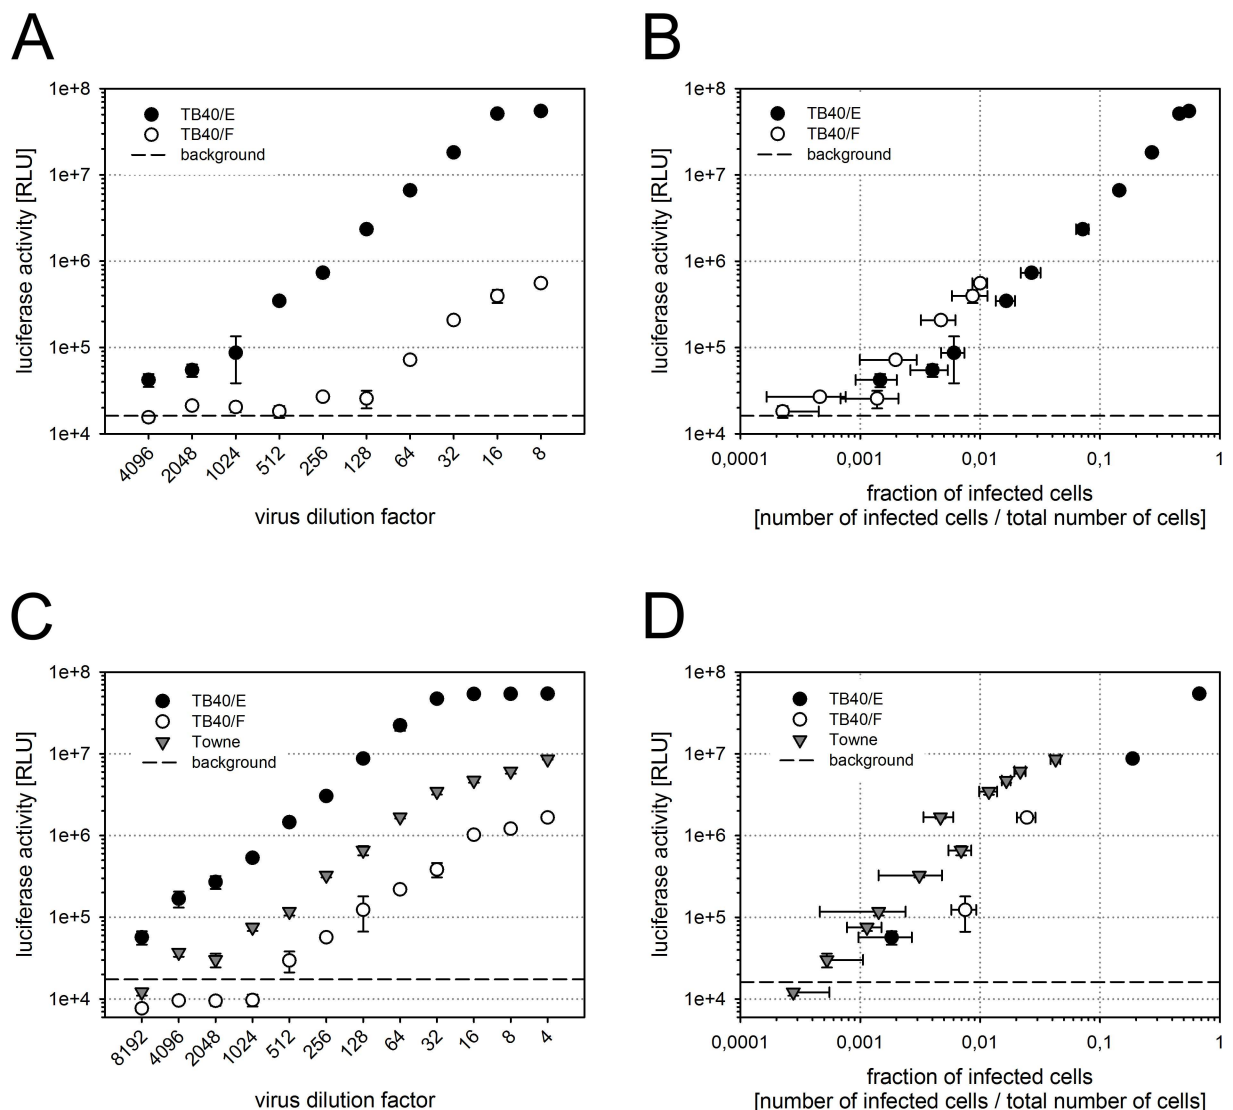 A
1e+8
1e+7
1e+6
1e+5
1e+4
luciferase activity [RLU]
TB40/E
TB40/F
background
4096
2048
1024
512
256
128
64
32
16
8
virus dilution factor
B
1e+8
1e+7
1e+6
1e+5
1e+4
luciferase activity [RLU]
TB40/E
TB40/F
background
0,0001
0,001
0,01
0,1
1
fraction of infected cells
[number of infected cells / total number of cells]
C
1e+8
1e+7
1e+6
1e+5
1e+4
luciferase activity [RLU]
TB40/E
TB40/F
Towne
background
8192
4096
2048
1024
512
256
128
64
32
16
8
4
virus dilution factor
D
1e+8
1e+7
1e+6
1e+5
1e+4
luciferase activity [RLU]
TB40/E
TB40/F
Towne
background
0,0001
0,001
0,01
0,1
1
fraction of infected cells
[number of infected cells / total number of cells]